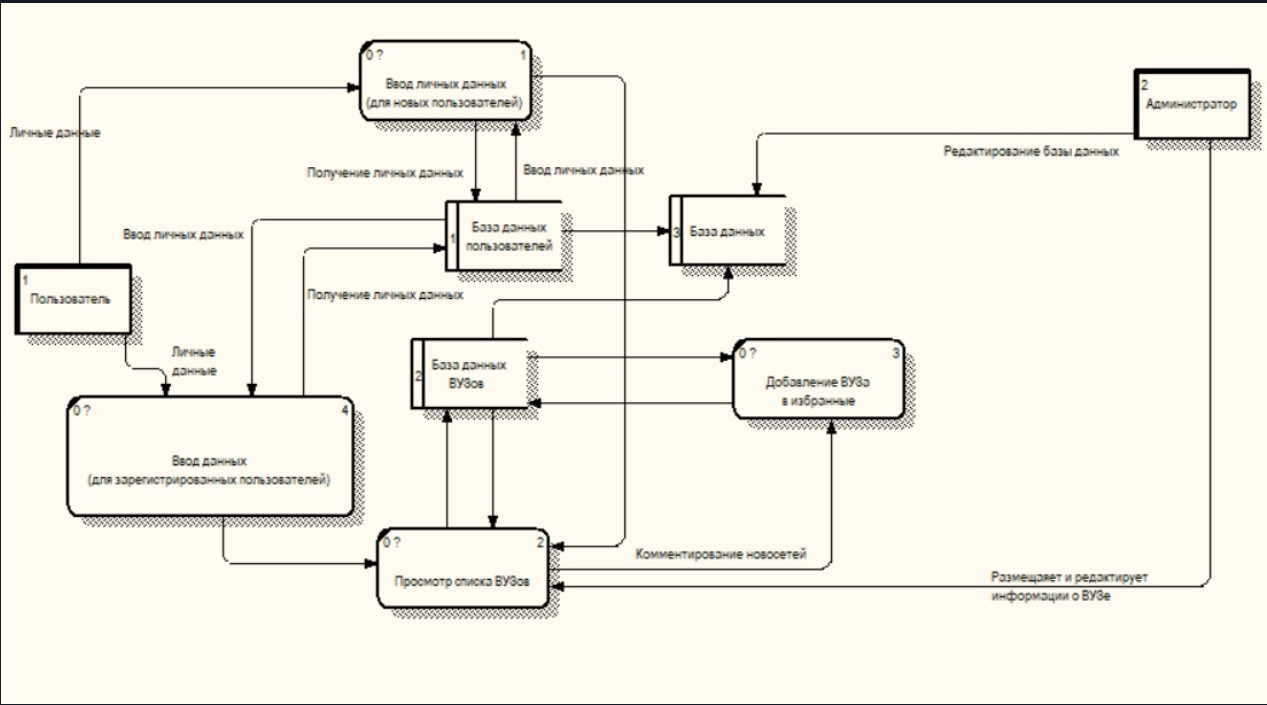 0 ?
1
Ввод личных данных
(для новых пользователей)
2
Администратор
Личные данные
Редактирование базы данных
Получение личных данных
Ввод личных данных
Ввод личных данных
1
База данных
пользователей
3
База данных
1
Пользователь
Получение личных данных
Личные
данные
2
База данных
ВУЗов
0 ?
3
Добавление ВУЗа
в избранные
0 ?
4
Ввод данных
(для зарегистрированных пользователей)
0 ?
2
Просмотр списка ВУЗов
Комментирование новосетей
Размещаяет и редактирует
информации о ВУЗе